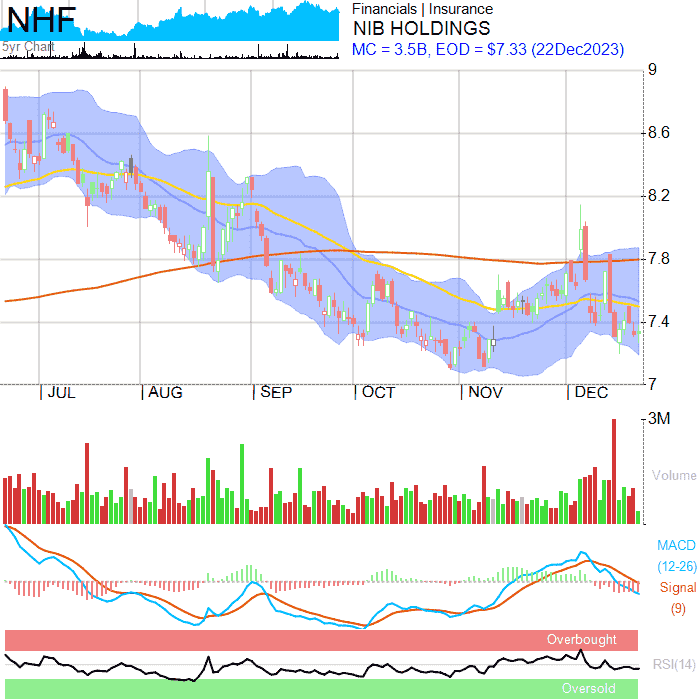 NHF
5yr Chart
Financials | Insurance
NIB HOLDINGS
MC = 3.5B, EOD = $7.33 (22Dec2023)
9
8.6
8.2
7.8
7.4
7
JUL AUG SEP OCT NOV DEC
3M
Volume
MACD
(12-26)
Signal
(9)
Overbought
RSI(14)
Oversold